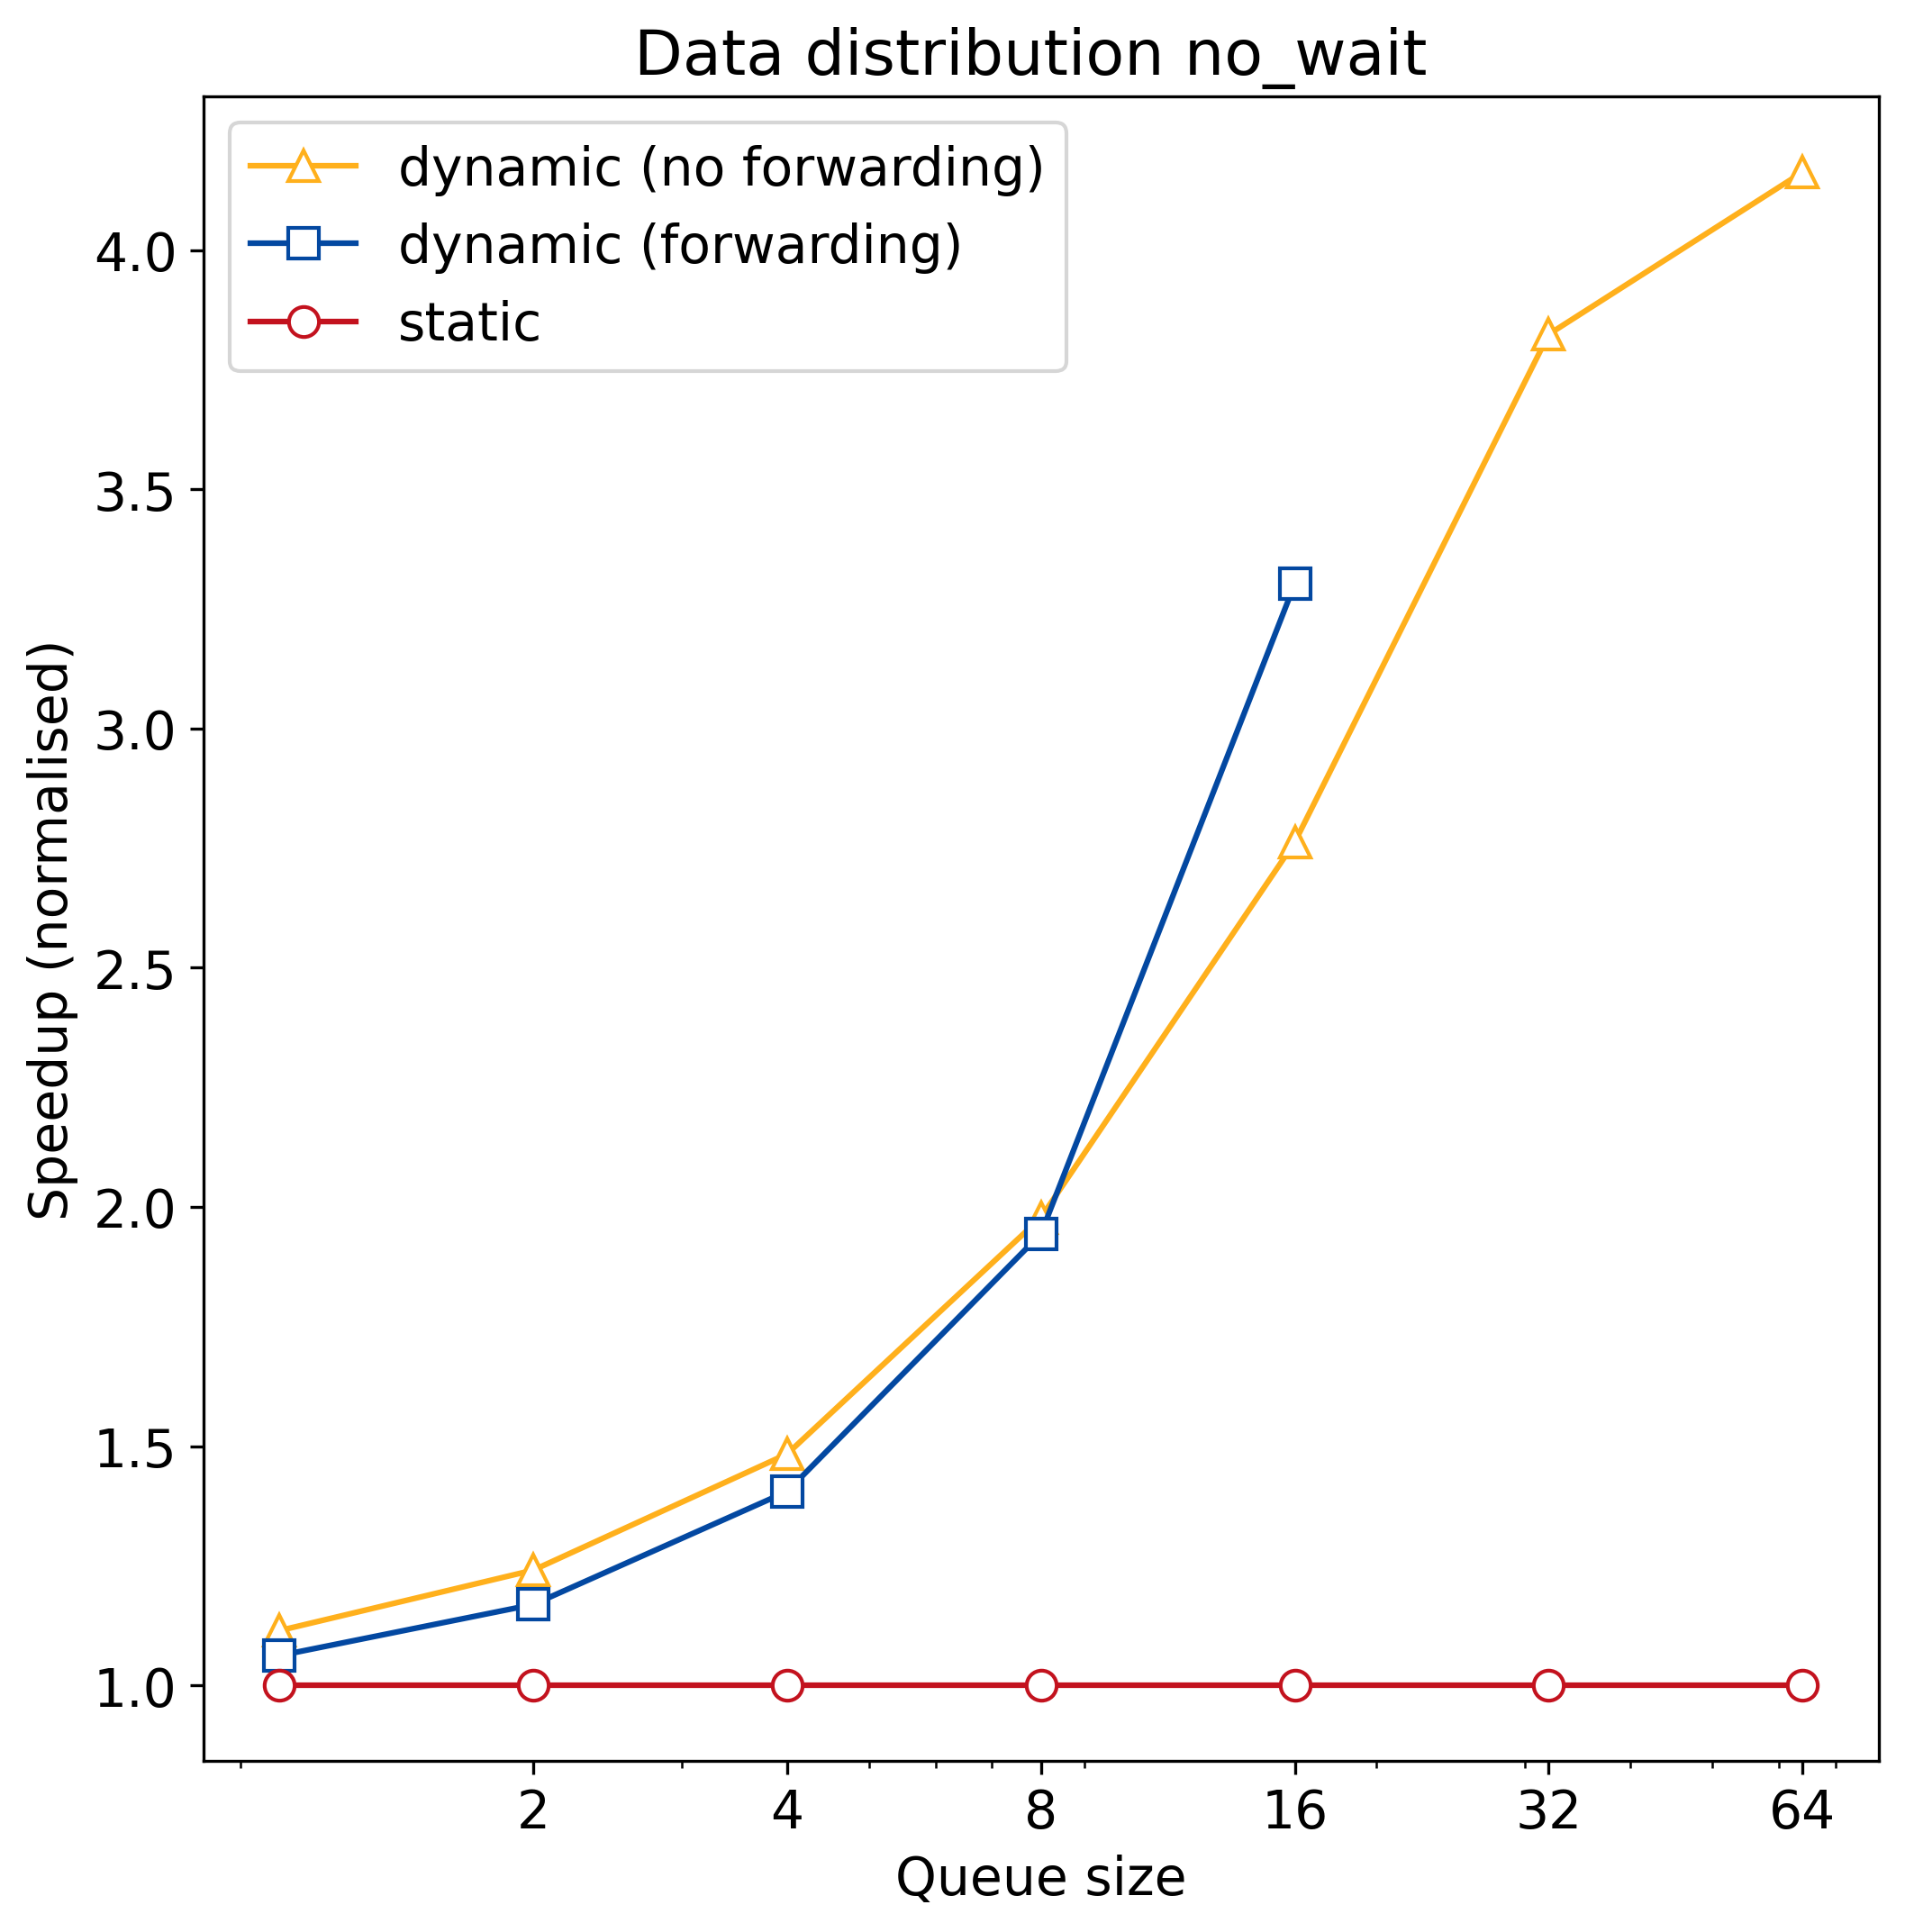 Data distribution no_wait
dynamic (no forwarding)
dynamic (forwarding)
static
4.0
3.5
3.0
2.5
2.0
1.5
1.0
Speedup (normalised)
2 4 8 16 32 64
Queue size